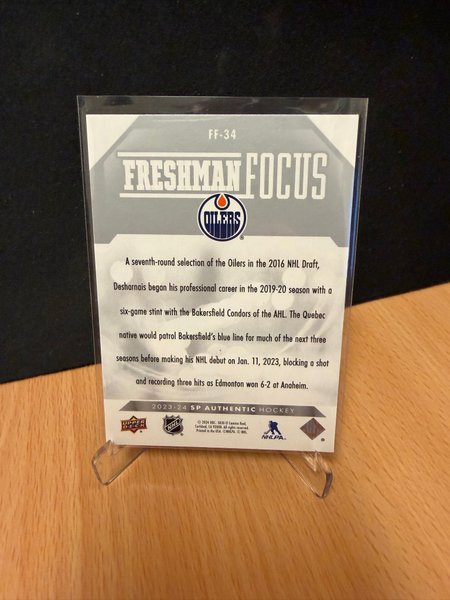 FF-34
FRESHMAN FOCUS
OILERS
A seventh-round selection of the Oilers in the 2016 NHL Draft,
Desharnais began his professional career in the 2019-20 season with a
six-game stint with the Bakersfield Condors of the AHL. The Quebec
native would patrol Bakersfield's blue line for much of the next three
seasons before making his NHL debut on Jan. 11, 2023, blocking a shot
and recording three hits as Edmonton won 6-2 at Anaheim.
2023-24 SP AUTHENTIC HOCKEY
UPPER DECK
NHL
NHLPA